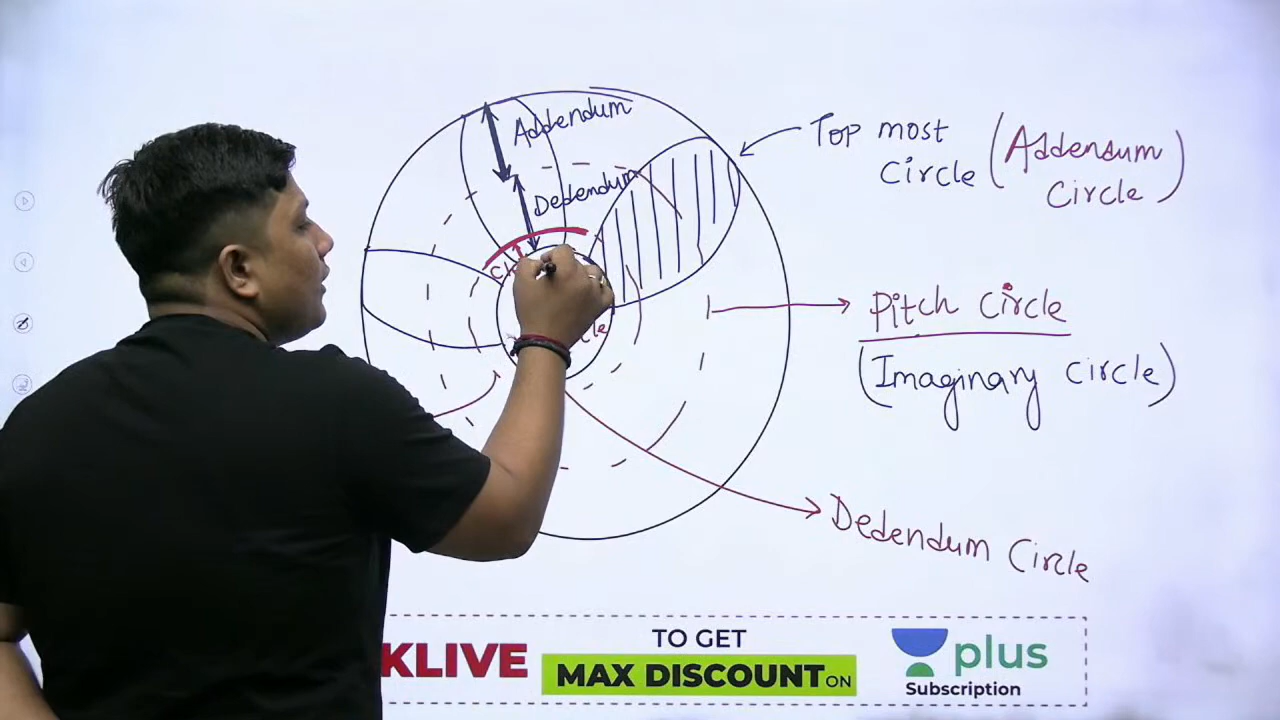 Addendum
Dedendum
Top most
Circle
(Addendum
Circle)
Pitch Circle
(Imaginary Circle)
Dedendum Circle
KLIVE
TO GET
MAX DISCOUNT ON
plus
Subscription